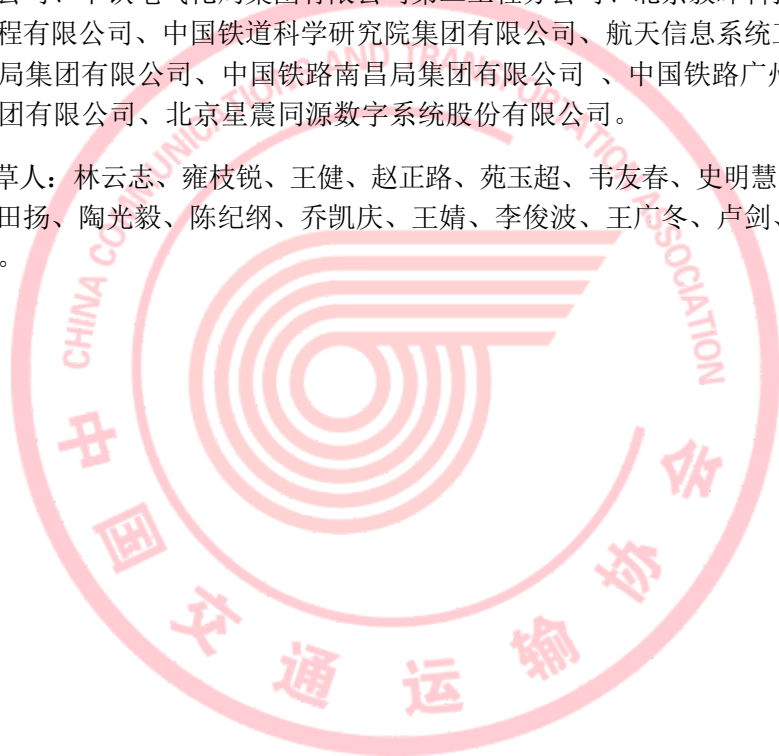 程有限公司、中国铁道科学研究院集团有限公司、航天信息系统工
局集团有限公司、中国铁路南昌局集团有限公司 、中国铁路广州
团有限公司、北京星震同源数字系统股份有限公司。
草人：林云志、雍枝锐、王健、赵正路、苑玉超、韦友春、史明慧
田扬、陶光毅、陈纪纲、乔凯庆、王婧、李俊波、王广冬、卢剑、
。
CHINA COMMUNICATIONS AND TRANSPORTATION ASSOCIATION
中国交通运输协会